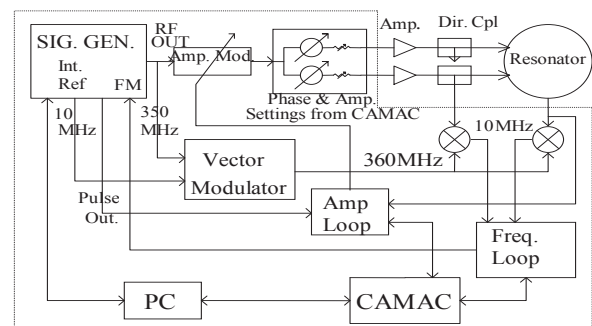 SIG. GEN.
Int.
Ref
FM
RF
OUT
Amp. Mod.
Amp.
Dir. Cpl
Resonator
Phase & Amp.
Settings from CAMAC
10
MHz
350
MHz
10MHz
360MHz
Vector
Modulator
Pulse
Out.
Amp
Loop
Freq.
Loop
PC
CAMAC